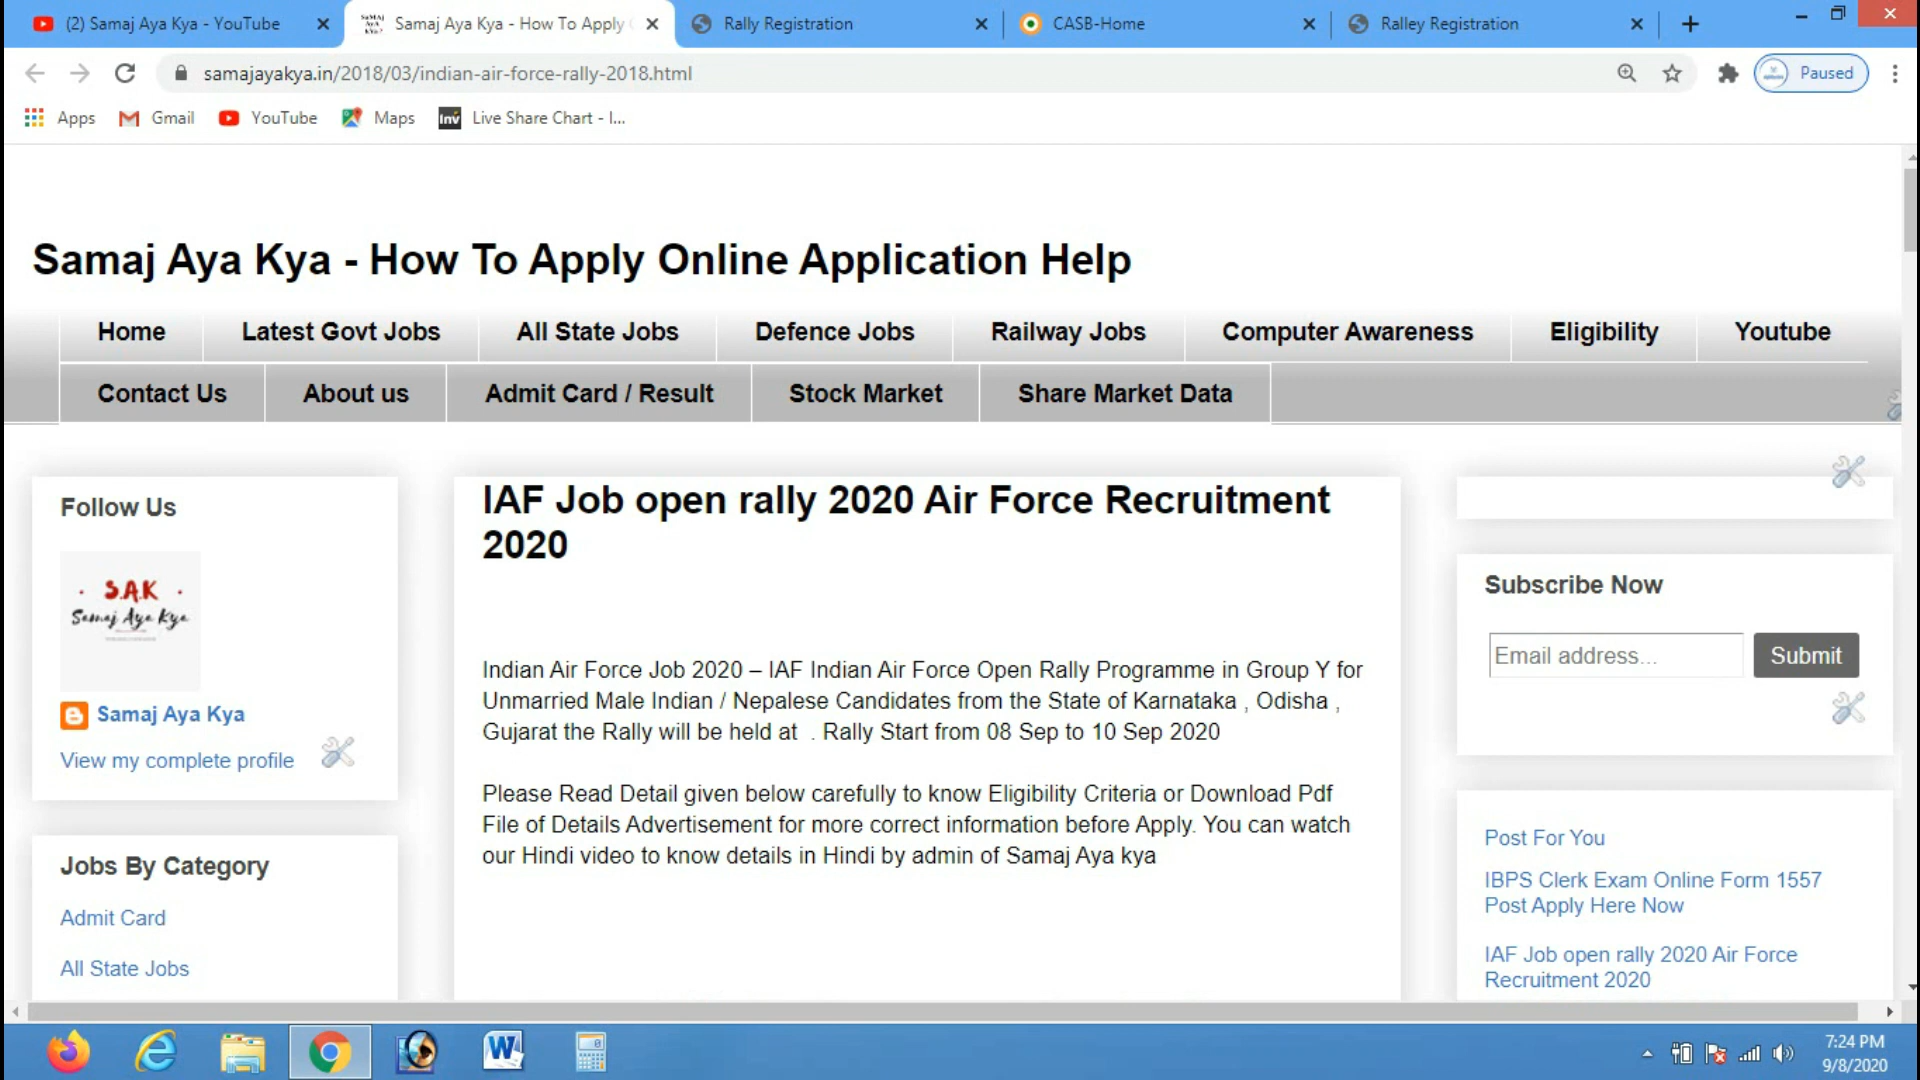 (2) Samaj Aya Kya - YouTube
Samaj Aya Kya - How To Apply
Rally Registration
CASB-Home
Ralley Registration
samajayakya.in/2018/03/indian-air-force-rally-2018.html
Paused
Apps
Gmail
YouTube
Maps
Inv
Live Share Chart - I...
Samaj Aya Kya - How To Apply Online Application Help
Home
Latest Govt Jobs
All State Jobs
Defence Jobs
Railway Jobs
Computer Awareness
Eligibility
Youtube
Contact Us
About us
Admit Card / Result
Stock Market
Share Market Data
Follow Us
S.A.K
Samaj Aya Kya
Samaj Aya Kya
View my complete profile
Jobs By Category
Admit Card
All State Jobs
IAF Job open rally 2020 Air Force Recruitment
2020
Indian Air Force Job 2020 – IAF Indian Air Force Open Rally Programme in Group Y for
Unmarried Male Indian / Nepalese Candidates from the State of Karnataka , Odisha ,
Gujarat the Rally will be held at  . Rally Start from 08 Sep to 10 Sep 2020
Please Read Detail given below carefully to know Eligibility Criteria or Download Pdf
File of Details Advertisement for more correct information before Apply. You can watch
our Hindi video to know details in Hindi by admin of Samaj Aya kya
Subscribe Now
Email address...
Submit
Post For You
IBPS Clerk Exam Online Form 1557
Post Apply Here Now
IAF Job open rally 2020 Air Force
Recruitment 2020
7:24 PM
9/8/2020